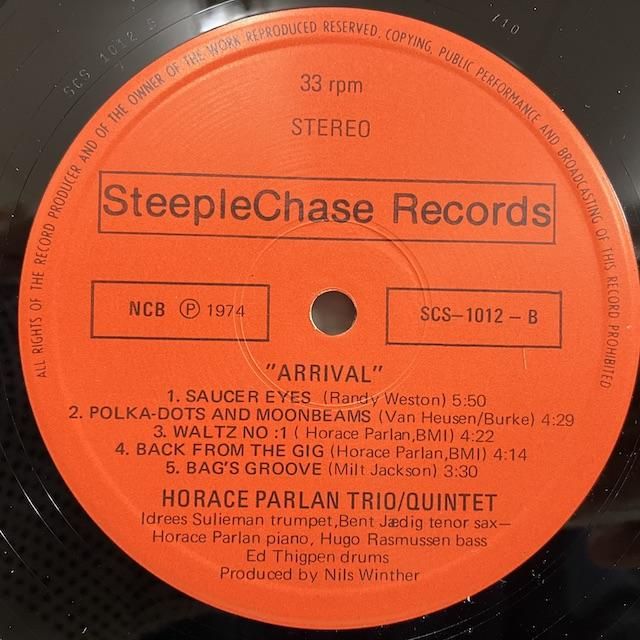 ALL RIGHTS OF THE RECORD PRODUCER AND OF THE OWNER OF THE WORK REPRODUCED RESERVED. COPYING, PUBLIC PERFORMANCE AND BROADCASTING OF THIS RECORD PROHIBITED
33 rpm
STEREO
SteepleChase Records
NCB Ⓟ 1974
SCS-1012 - B
"ARRIVAL"
1. SAUCER EYES (Randy Weston) 5:50
2. POLKA-DOTS AND MOONBEAMS (Van Heusen/Burke) 4:29
3. WALTZ NO :1 ( Horace Parlan,BMI) 4:22
4. BACK FROM THE GIG (Horace Parlan,BMI) 4:14
5. BAG'S GROOVE (Milt Jackson) 3:30
HORACE PARLAN TRIO/QUINTET
Idrees Sulieman trumpet,Bent Jædig tenor sax—
Horace Parlan piano, Hugo Rasmussen bass
Ed Thigpen drums
Produced by Nils Winther